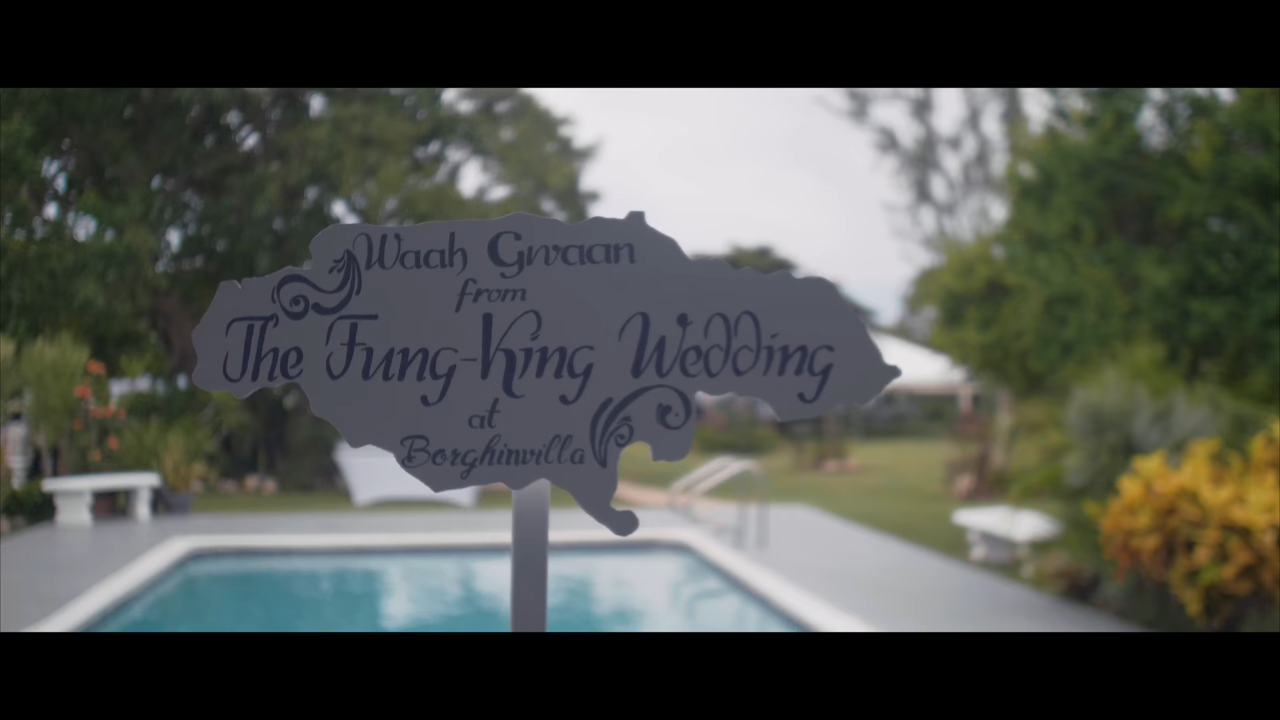 Waah Gwaan
from
The Fung-King Wedding
at
Borghinvilla